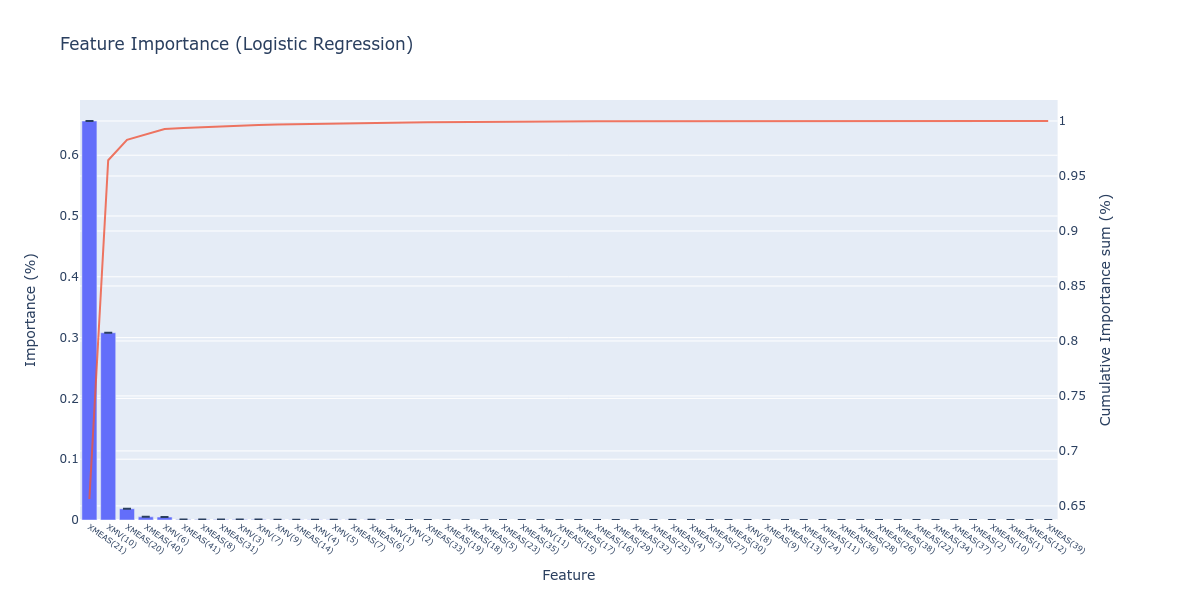 Feature Importance (Logistic Regression)
Importance (%)
0.6
0.5
0.4
0.3
0.2
0.1
0
1
0.95
0.9
0.85
0.8
0.75
0.7
0.65
Cumulative Importance sum (%)
XMEAS(21)
XMV(10)
XMEAS(20)
XMEAS(40)
XMV(6)
XMEAS(41)
XMEAS(8)
XMEAS(31)
XMV(3)
XMV(7)
XMV(9)
XMEAS(14)
XMV(4)
XMV(5)
XMEAS(7)
XMEAS(6)
XMV(1)
XMV(2)
XMEAS(33)
XMEAS(19)
XMEAS(18)
XMEAS(5)
XMEAS(23)
XMEAS(35)
XMV(11)
XMEAS(15)
XMEAS(17)
XMEAS(16)
XMEAS(29)
XMEAS(32)
XMEAS(25)
XMEAS(4)
XMEAS(3)
XMEAS(27)
XMEAS(30)
XMV(8)
XMEAS(9)
XMEAS(13)
XMEAS(24)
XMEAS(11)
XMEAS(36)
XMEAS(28)
XMEAS(26)
XMEAS(38)
XMEAS(22)
XMEAS(34)
XMEAS(37)
XMEAS(2)
XMEAS(10)
XMEAS(1)
XMEAS(12)
XMEAS(39)
Feature